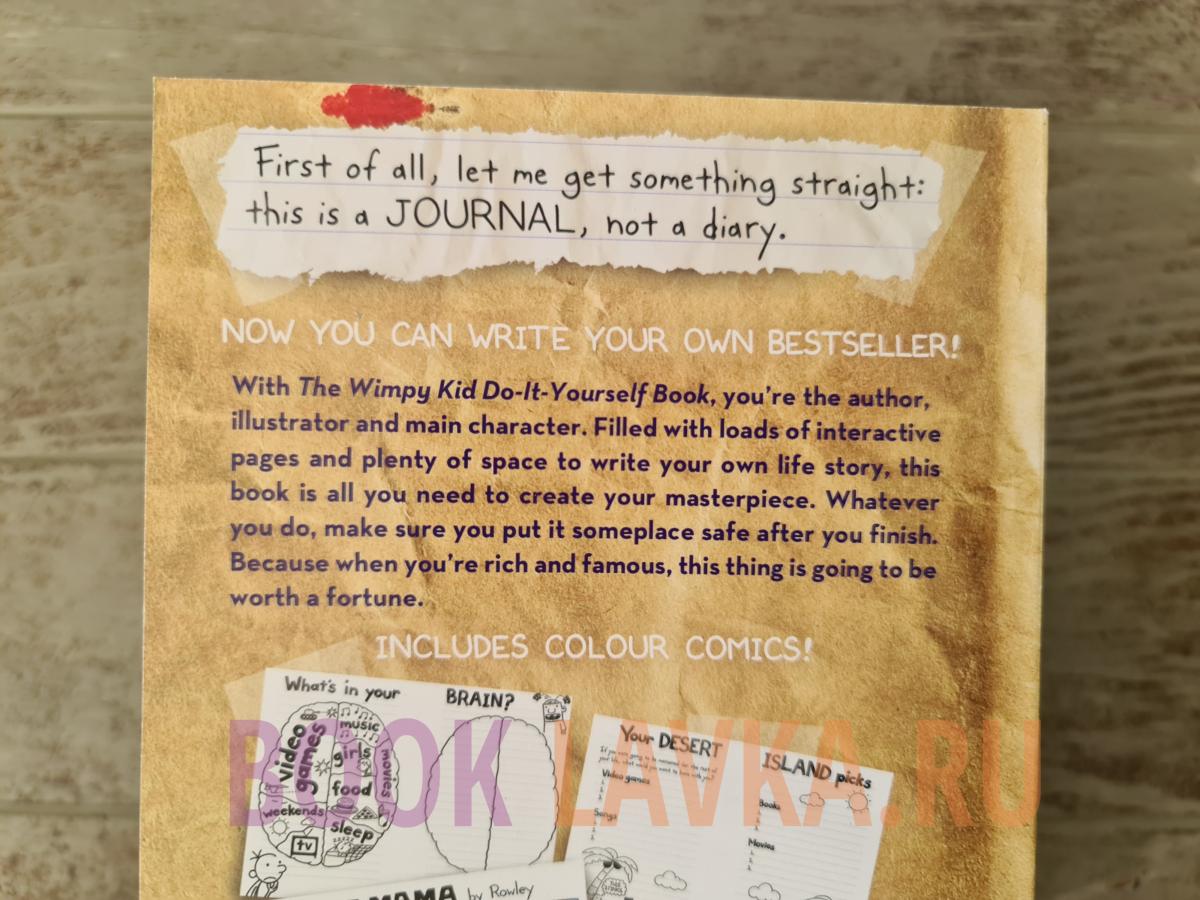 First of all, let me get something straight:
this is a JOURNAL, not a diary.
NOW YOU CAN WRITE YOUR OWN BESTSELLER!
With The Wimpy Kid Do-It-Yourself Book, you're the author,
illustrator and main character. Filled with loads of interactive
pages and plenty of space to write your own life story, this
book is all you need to create your masterpiece. Whatever
you do, make sure you put it someplace safe after you finish.
Because when you're rich and famous, this thing is going to be
worth a fortune.
INCLUDES COLOUR COMICS!
What's in your BRAIN?
video games
music
girls
movies
food
weekends
sleep
tv
Your DESERT ISLAND picks
Video games
Songs
Books
Movies
MAMA by Rowley
BOOK LAVKA.RU